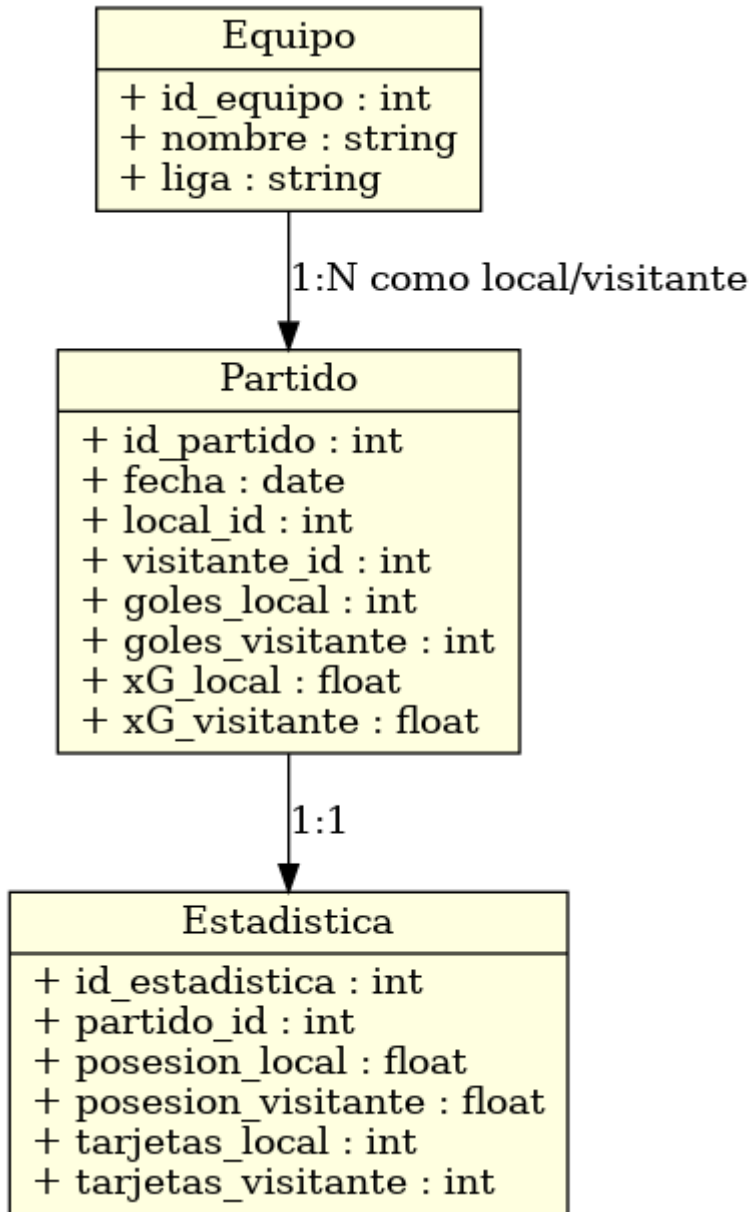 Equipo
+ id_equipo : int
+ nombre : string
+ liga : string
1:N como local/visitante
Partido
+ id_partido : int
+ fecha : date
+ local_id : int
+ visitante_id : int
+ goles_local : int
+ goles_visitante : int
+ xG_local : float
+ xG_visitante : float
1:1
Estadistica
+ id_estadistica : int
+ partido_id : int
+ posesion_local : float
+ posesion_visitante : float
+ tarjetas_local : int
+ tarjetas_visitante : int